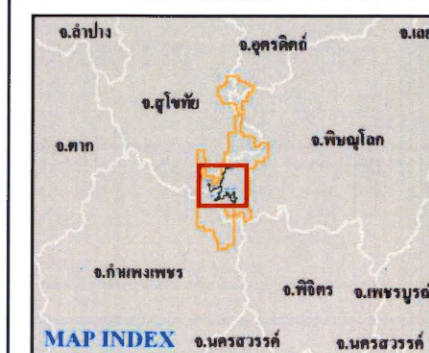 จ.ลำปาง
จ.อุตรดิตถ์
จ.เลย
จ.สุโขทัย
จ.ตาก
จ.พิษณุโลก
จ.กำแพงเพชร
จ.พิจิตร
จ.เพชรบูรณ์
MAP INDEX
จ.นครสวรรค์
จ.นครสวรรค์